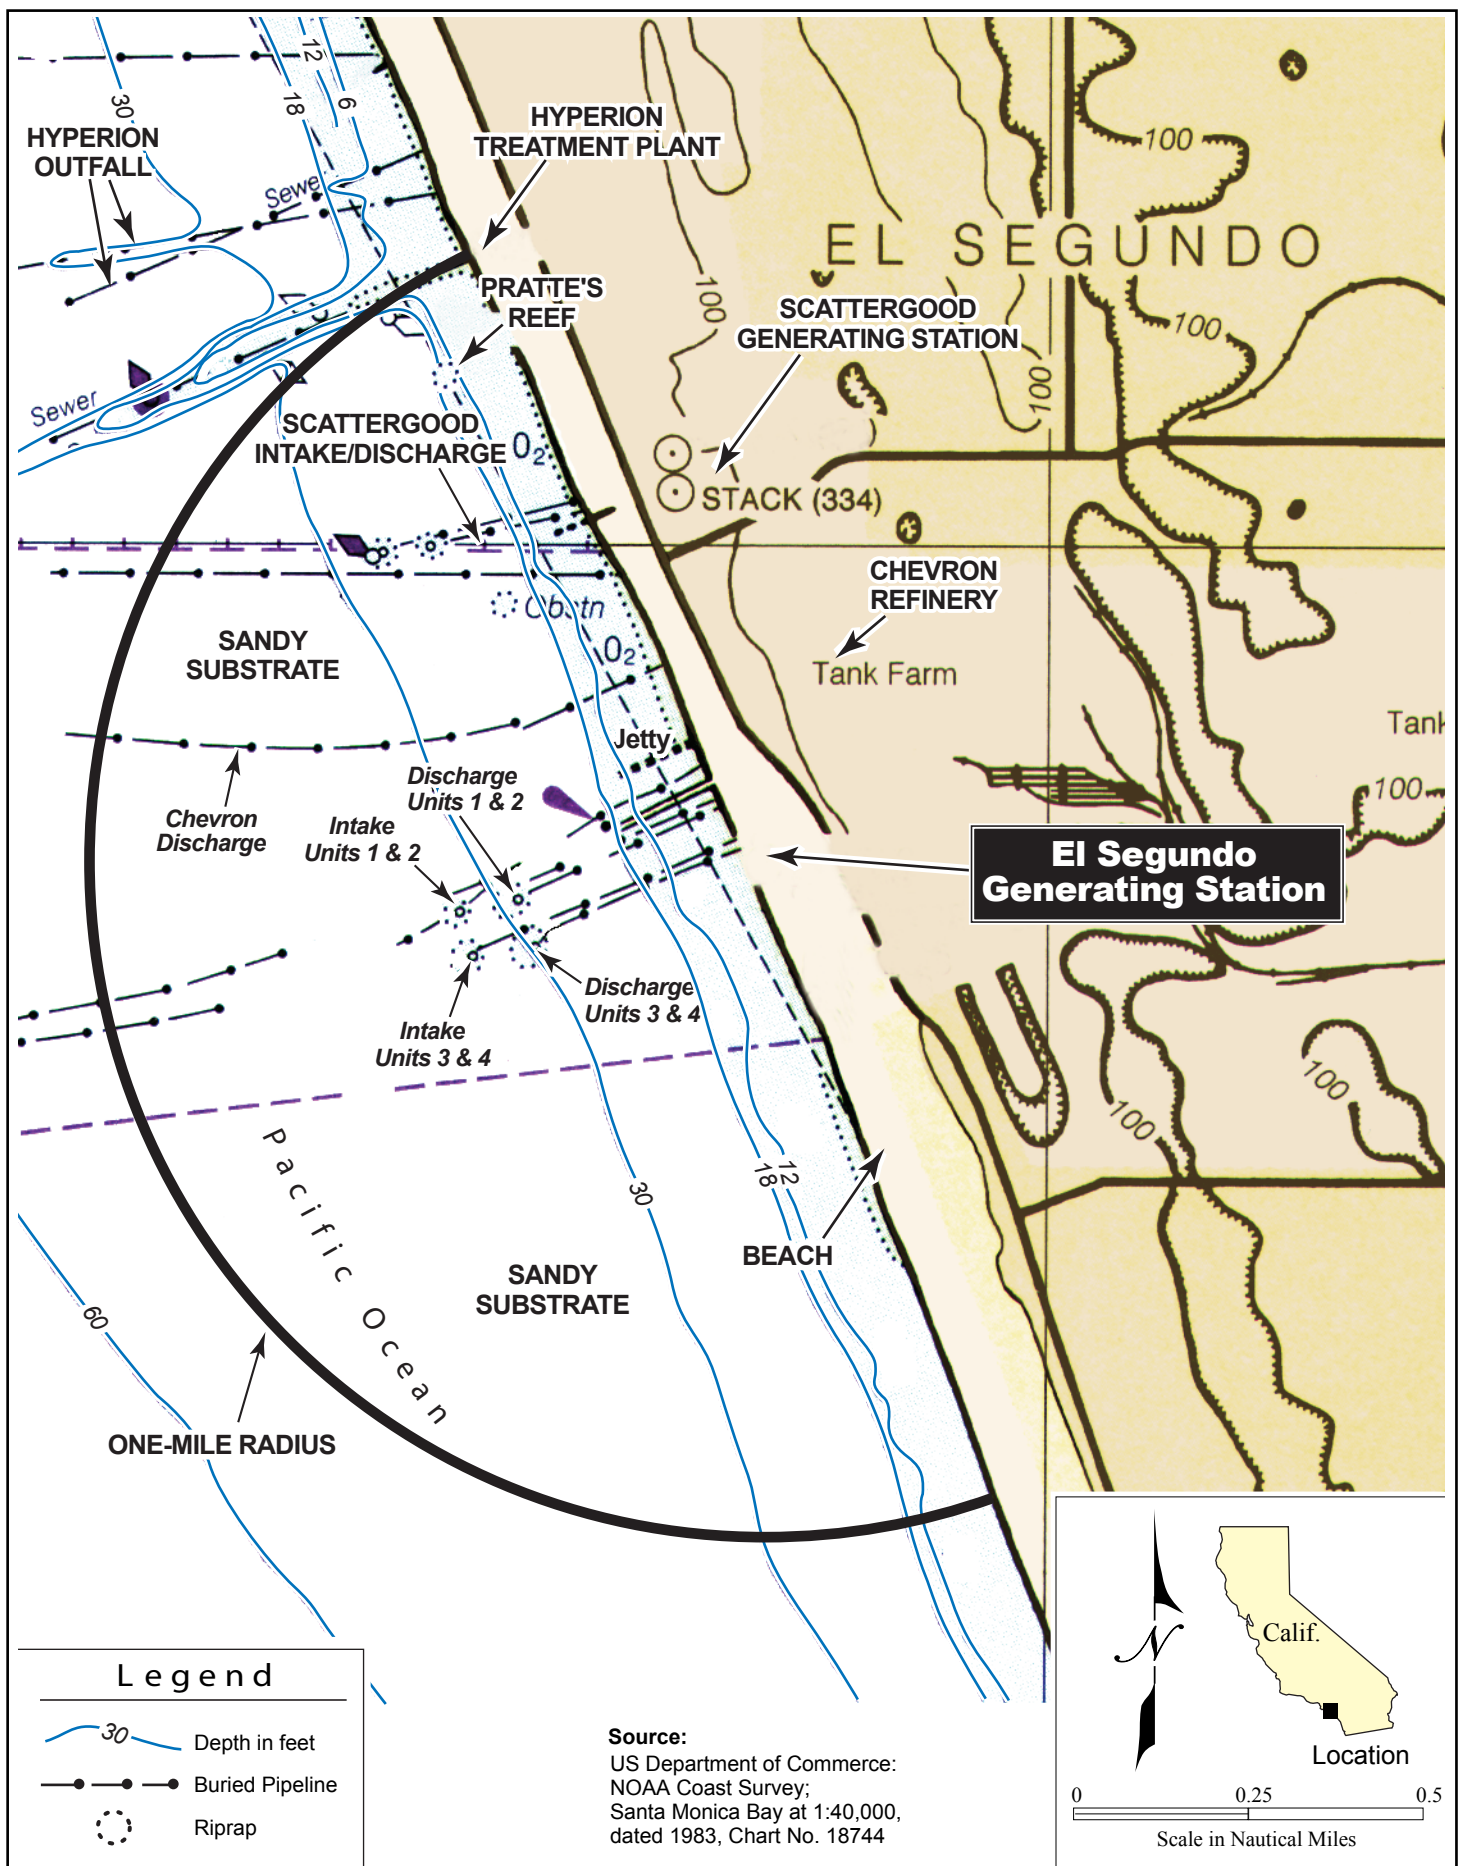 12
18
6
30
HYPERION
OUTFALL
HYPERION
TREATMENT PLANT
Sewer
100
EL SEGUNDO
PRATTE'S
REEF
100
SCATTERGOOD
GENERATING STATION
100
100
Sewer
SCATTERGOOD
INTAKE/DISCHARGE
O2
STACK (334)
CHEVRON
REFINERY
Obstn
SANDY
SUBSTRATE
O2
Tank Farm
Tank
Jetty
Discharge
Units 1 & 2
100
Chevron
Discharge
Intake
Units 1 & 2
El Segundo
Generating Station
Discharge
Units 3 & 4
Intake
Units 3 & 4
100
100
Pacific Ocean
12
18
30
BEACH
SANDY
SUBSTRATE
60
ONE-MILE RADIUS
Legend
30
Depth in feet
Buried Pipeline
Riprap
Source:
US Department of Commerce:
NOAA Coast Survey;
Santa Monica Bay at 1:40,000,
dated 1983, Chart No. 18744
N
Calif.
Location
0 0.25 0.5
Scale in Nautical Miles